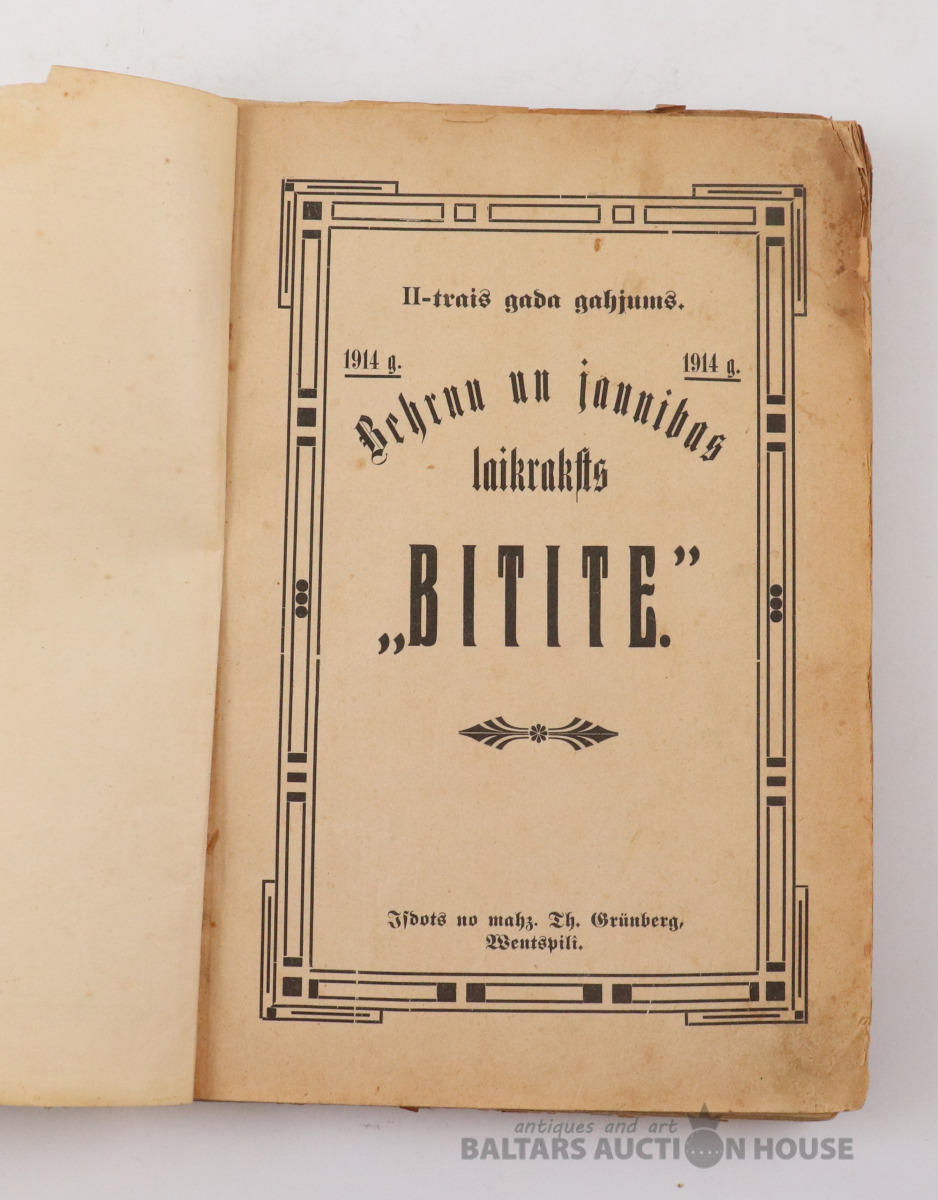 II-trais gada gahjums.
1914 g. 1914 g.
Behrnu un jaunibas
laikraksts
„BITITE.”
Isdots no mahz. Th. Grünberg,
Wentspilî.
antiques and art
BALTARS AUCTION HOUSE